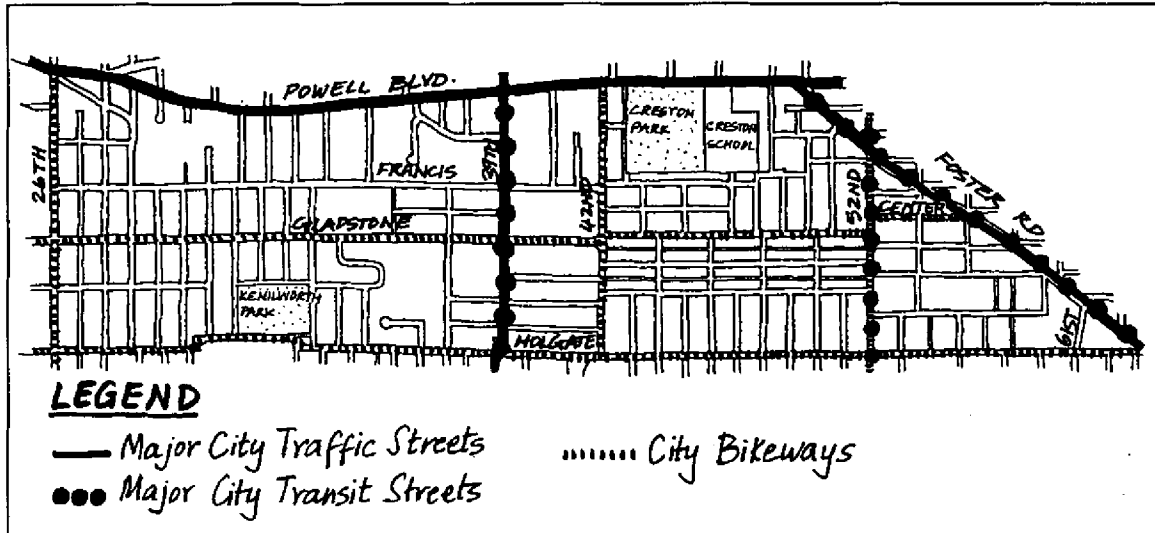 POWELL BLVD.
CRESTON
PARK
CRESTON
SCHOOL
26TH
39TH
FRANCIS
42ND
52ND
FOSTER RD
CENTER
GLADSTONE
KENILWORTH
PARK
HOLGATE
61ST
LEGEND
Major City Traffic Streets
City Bikeways
Major City Transit Streets